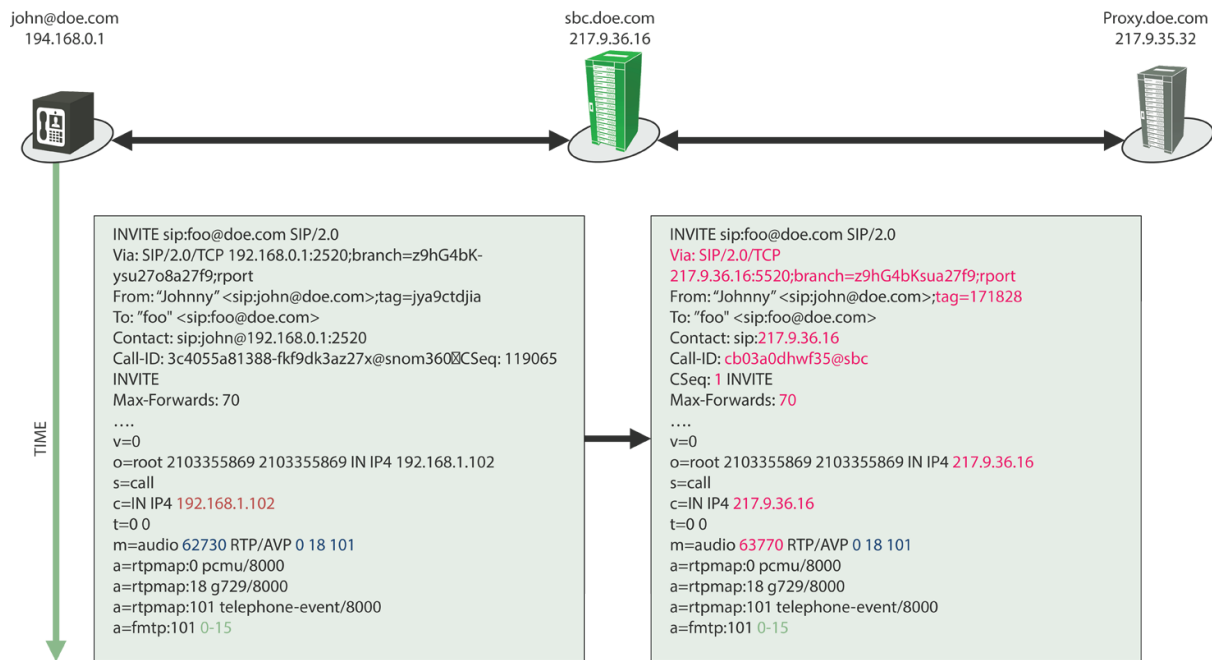 john@doe.com
194.168.0.1
sbc.doe.com
217.9.36.16
Proxy.doe.com
217.9.35.32
TIME
INVITE sip:foo@doe.com SIP/2.0
Via: SIP/2.0/TCP 192.168.0.1:2520;branch=z9hG4bK-
ysu27o8a27f9;rport
From: “Johnny” <sip:john@doe.com>;tag=jya9ctdjia
To: ”foo" <sip:foo@doe.com>
Contact: sip:john@192.168.0.1:2520
Call-ID: 3c4055a81388-fkf9dk3az27x@snom360CSeq: 119065
INVITE
Max-Forwards: 70
....
v=0
o=root 2103355869 2103355869 IN IP4 192.168.1.102
s=call
c=IN IP4 192.168.1.102
t=0 0
m=audio 62730 RTP/AVP 0 18 101
a=rtpmap:0 pcmu/8000
a=rtpmap:18 g729/8000
a=rtpmap:101 telephone-event/8000
a=fmtp:101 0-15
INVITE sip:foo@doe.com SIP/2.0
Via: SIP/2.0/TCP
217.9.36.16:5520;branch=z9hG4bKsua27f9;rport
From: “Johnny” <sip:john@doe.com>;tag=171828
To: ”foo" <sip:foo@doe.com>
Contact: sip:217.9.36.16
Call-ID: cb03a0dhwf35@sbc
CSeq: 1 INVITE
Max-Forwards: 70
....
v=0
o=root 2103355869 2103355869 IN IP4 217.9.36.16
s=call
c=IN IP4 217.9.36.16
t=0 0
m=audio 63770 RTP/AVP 0 18 101
a=rtpmap:0 pcmu/8000
a=rtpmap:18 g729/8000
a=rtpmap:101 telephone-event/8000
a=fmtp:101 0-15